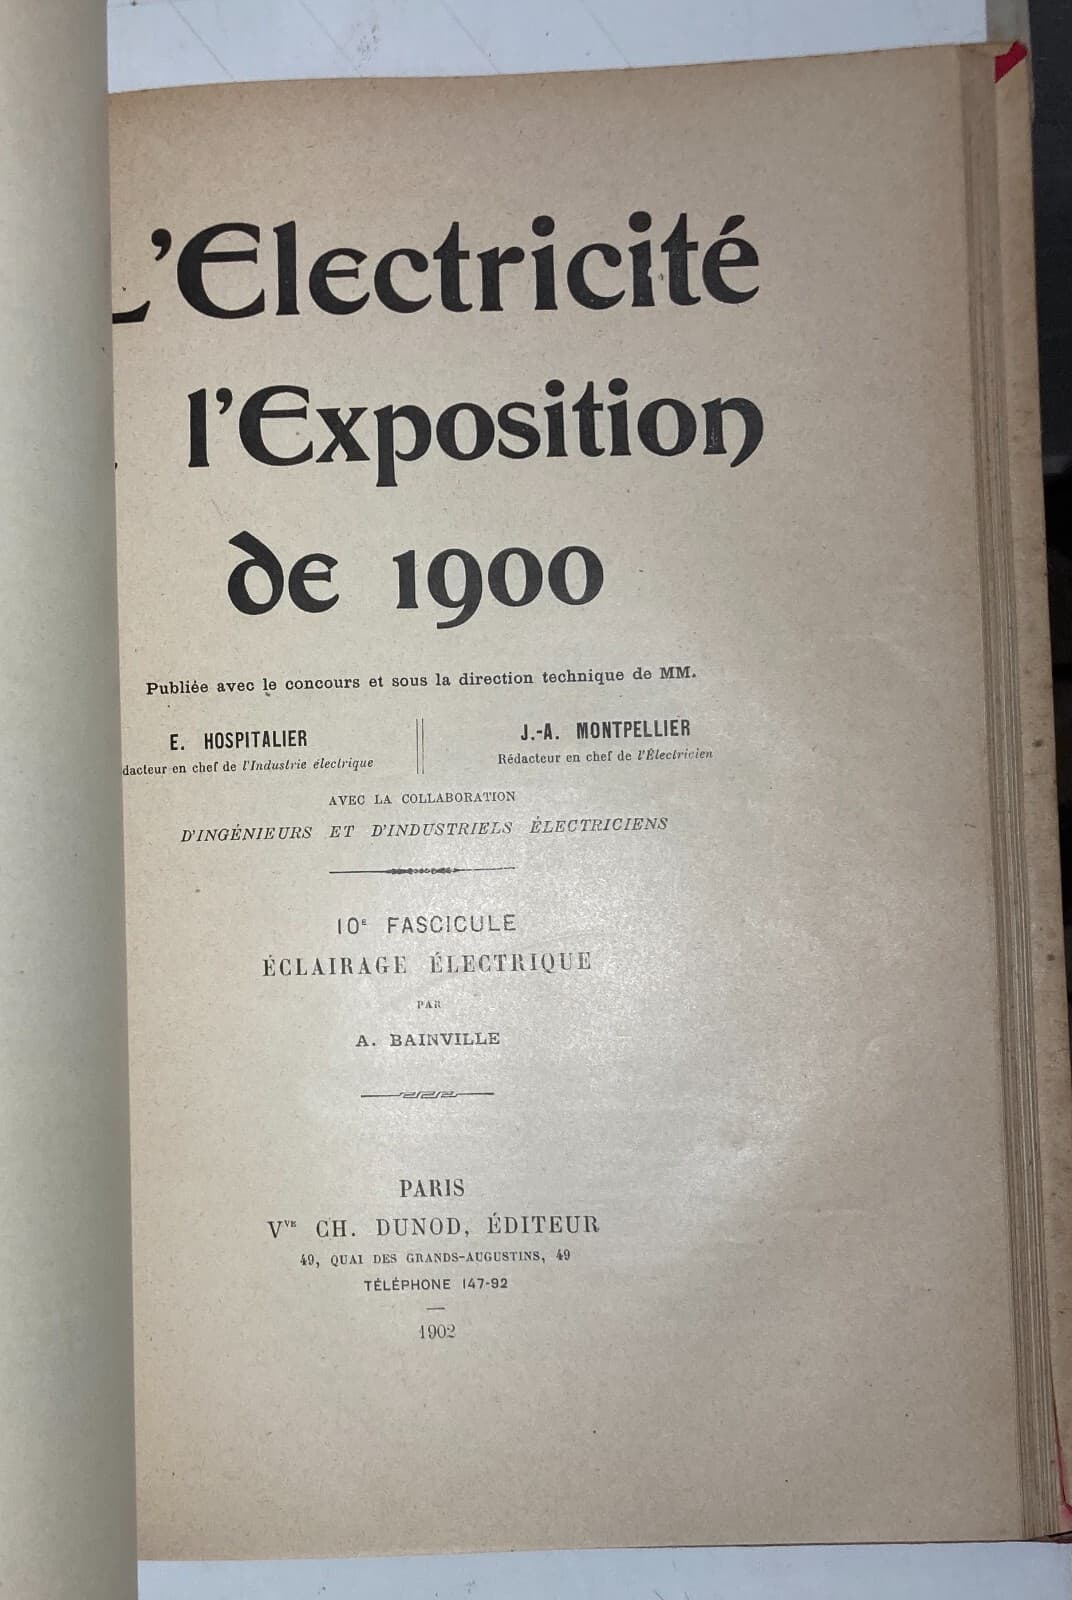 L'Electricité
l'Exposition
de 1900
Publiée avec le concours et sous la direction technique de MM.
E. HOSPITALIER
dacteur en chef de l'Industrie électrique
J.-A. MONTPELLIER
Rédacteur en chef de l'Électricien
AVEC LA COLLABORATION
D'INGÉNIEURS ET D'INDUSTRIELS ÉLECTRICIENS
10E FASCICULE
ÉCLAIRAGE ÉLECTRIQUE
PAR
A. BAINVILLE
PARIS
VVE CH. DUNOD, ÉDITEUR
49, QUAI DES GRANDS-AUGUSTINS, 49
TÉLÉPHONE 147-92
1902